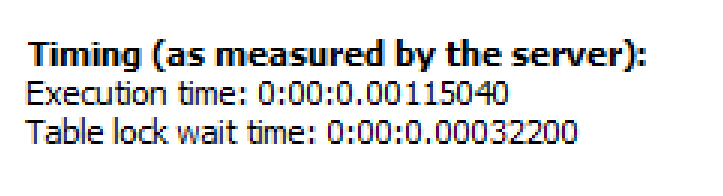 Timing (as measured by the server):
Execution time: 0:00:0.00115040
Table lock wait time: 0:00:0.00032200